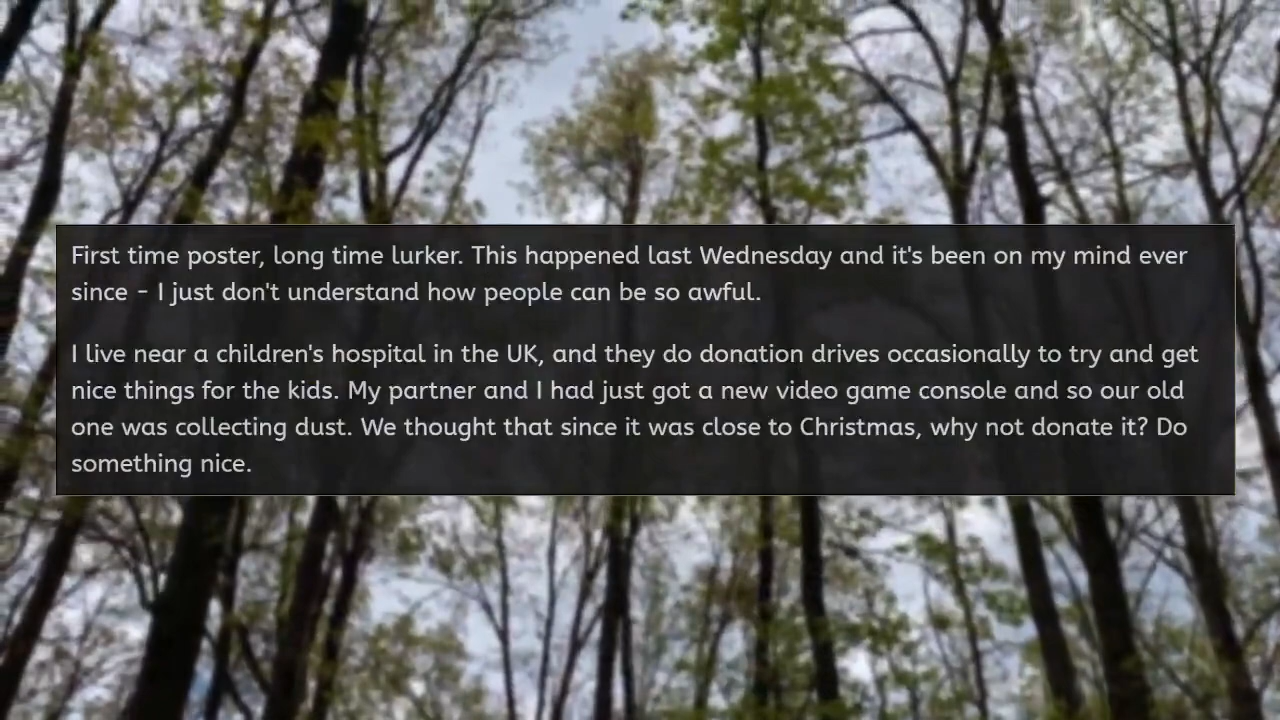 First time poster, long time lurker. This happened last Wednesday and it's been on my mind ever
since - I just don't understand how people can be so awful.
I live near a children's hospital in the UK, and they do donation drives occasionally to try and get
nice things for the kids. My partner and I had just got a new video game console and so our old
one was collecting dust. We thought that since it was close to Christmas, why not donate it? Do
something nice.